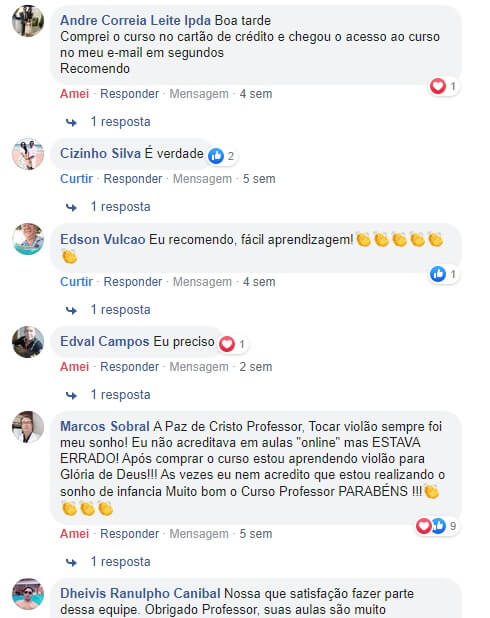 Andre Correia Leite Ipda Boa tarde
Comprei o curso no cartão de crédito e chegou o acesso ao curso
no meu e-mail em segundos
Recomendo
1
Amei · Responder · Mensagem · 4 sem
1 resposta
Cizinho Silva É verdade 2
Curtir · Responder · Mensagem · 5 sem
1 resposta
Edson Vulcao Eu recomendo, fácil aprendizagem!👏👏👏👏👏
👏
1
Curtir · Responder · Mensagem · 4 sem
1 resposta
Edval Campos Eu preciso 1
Amei · Responder · Mensagem · 2 sem
1 resposta
Marcos Sobral A Paz de Cristo Professor, Tocar violão sempre foi
meu sonho! Eu não acreditava em aulas "online" mas ESTAVA
ERRADO! Após comprar o curso estou aprendendo violão para
Glória de Deus!!! As vezes eu nem acredito que estou realizando o
sonho de infancia Muito bom o Curso Professor PARABÉNS !!!👏
👏👏👏
9
Amei · Responder · Mensagem · 5 sem
1 resposta
Dheivis Ranulpho Canibal Nossa que satisfação fazer parte
dessa equipe. Obrigado Professor, suas aulas são muito